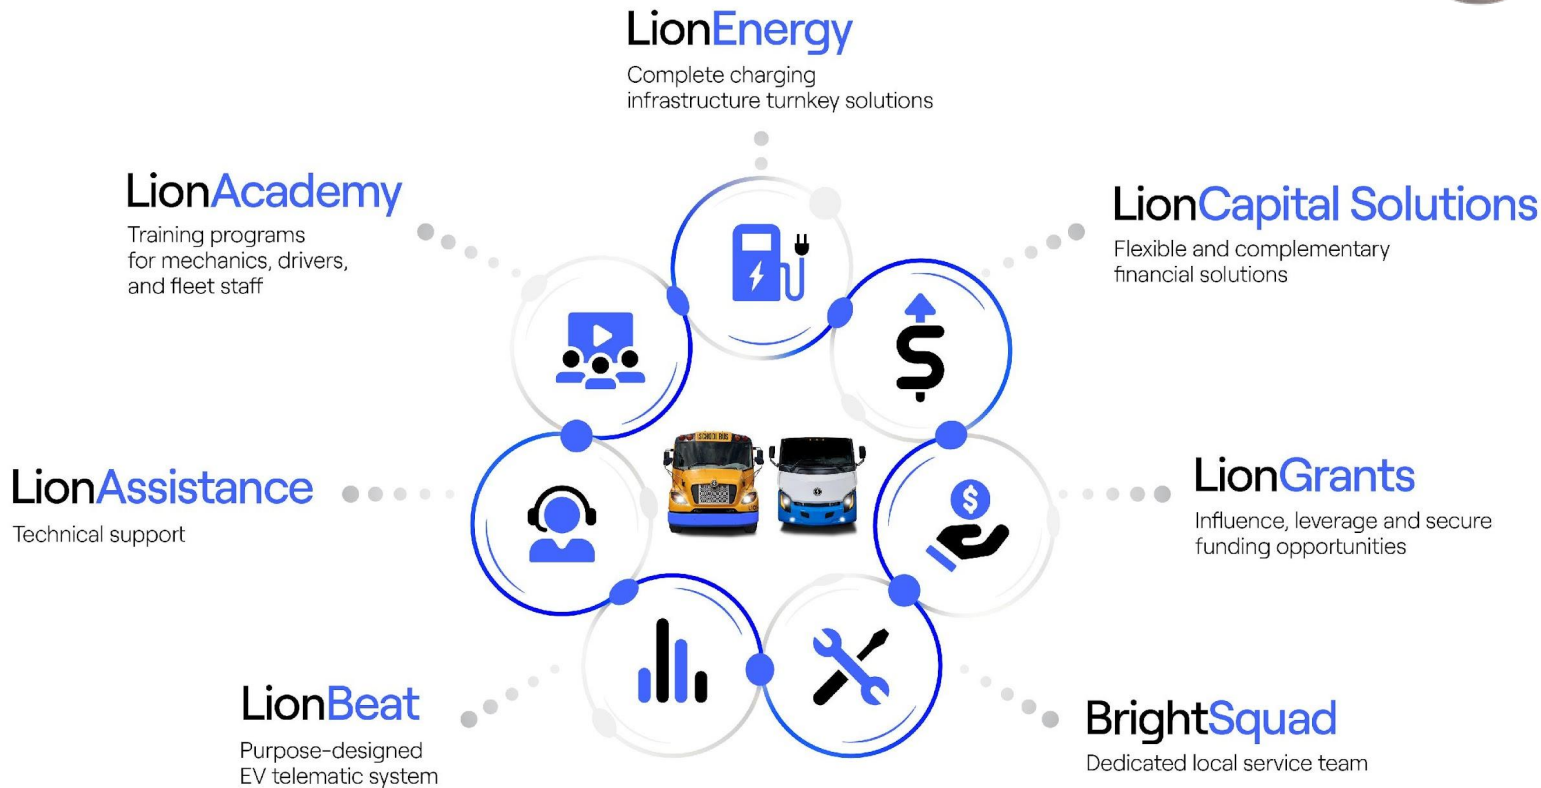 LionEnergy
Complete charging
infrastructure turnkey solutions
LionAcademy
Training programs
for mechanics, drivers,
and fleet staff
LionCapital Solutions
Flexible and complementary
financial solutions
SCHOOL BUS
LionAssistance
Technical support
LionGrants
Influence, leverage and secure
funding opportunities
LionBeat
Purpose-designed
EV telematic system
BrightSquad
Dedicated local service team